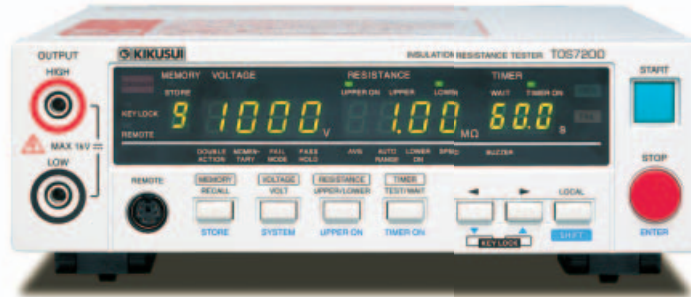 OUTPUT
KIKUSUI
INSULATION RESISTANCE TESTER TOS7200
HIGH
MEMORY VOLTAGE RESISTANCE TIMER
START
STORE UPPER ON UPPER LOWER WAIT TIMER ON
KEY LOCK 9 1000 V 1.00 MΩ 60.0 s
REMOTE
MAX 1kV
DOUBLE ACTION MOMEN-TARY FAIL MODE PASS HOLD AVG AUTO RANGE LOWER ON BUZZER
LOW
STOP
REMOTE
MEMORY VOLTAGE RESISTANCE TIMER
RECALL VOLT UPPER/LOWER TEST/WAIT LOCAL
STORE SYSTEM UPPER ON TIMER ON KEY LOCK SHIFT
ENTER